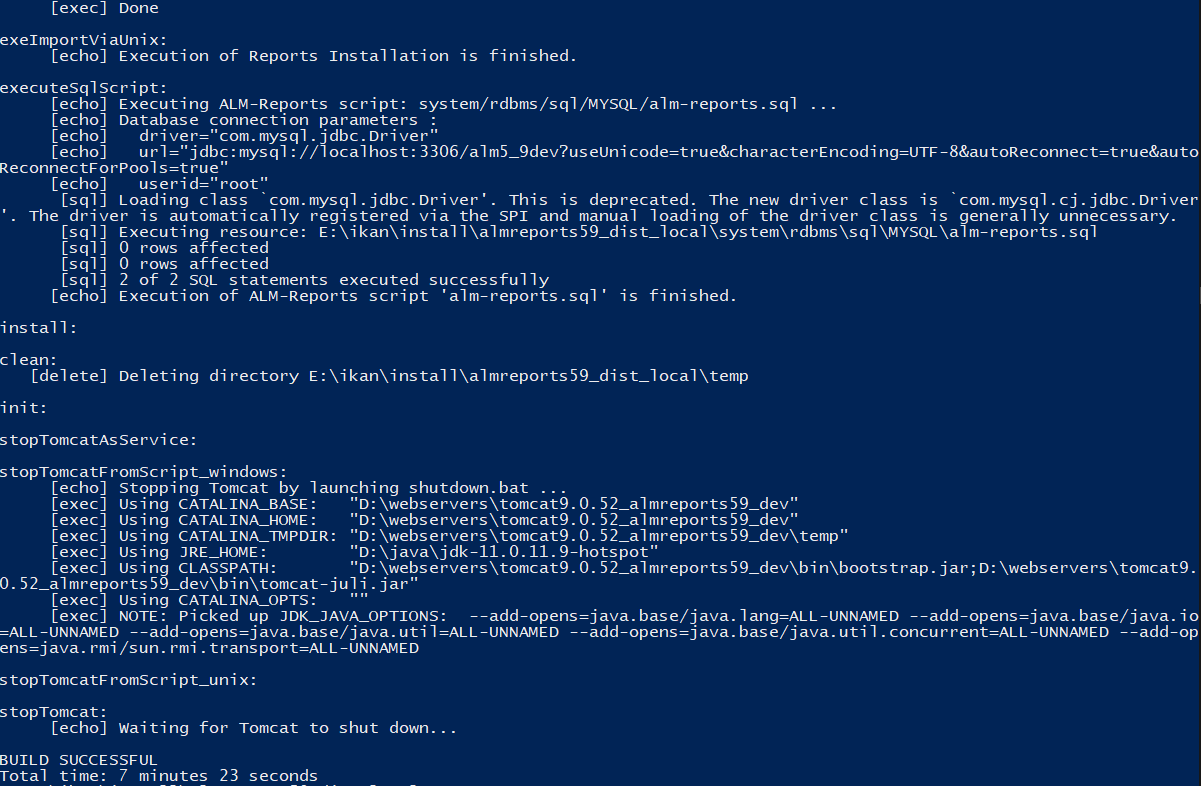 [exec] Done
exeImportViaUnix:
[echo] Execution of Reports Installation is finished.
executeSqlScript:
[echo] Executing ALM-Reports script: system/rdbms/sql/MYSQL/alm-reports.sql ...
[echo] Database connection parameters :
[echo]   driver="com.mysql.jdbc.Driver"
[echo]   url="jdbc:mysql://localhost:3306/alm5_9dev?useUnicode=true&characterEncoding=UTF-8&autoReconnect=true&auto
ReconnectForPools=true"
[echo]   userid="root"
[sql] Loading class `com.mysql.jdbc.Driver'. This is deprecated. The new driver class is `com.mysql.cj.jdbc.Driver
'. The driver is automatically registered via the SPI and manual loading of the driver class is generally unnecessary.
[sql] Executing resource: E:\ikan\install\almreports59_dist_local\system\rdbms\sql\MYSQL\alm-reports.sql
[sql] 0 rows affected
[sql] 0 rows affected
[sql] 2 of 2 SQL statements executed successfully
[echo] Execution of ALM-Reports script 'alm-reports.sql' is finished.
install:
clean:
[delete] Deleting directory E:\ikan\install\almreports59_dist_local\temp
init:
stopTomcatAsService:
stopTomcatFromScript_windows:
[echo] Stopping Tomcat by launching shutdown.bat ...
[exec] Using CATALINA_BASE:   "D:\webservers\tomcat9.0.52_almreports59_dev"
[exec] Using CATALINA_HOME:   "D:\webservers\tomcat9.0.52_almreports59_dev"
[exec] Using CATALINA_TMPDIR: "D:\webservers\tomcat9.0.52_almreports59_dev\temp"
[exec] Using JRE_HOME:        "D:\java\jdk-11.0.11.9-hotspot"
[exec] Using CLASSPATH:       "D:\webservers\tomcat9.0.52_almreports59_dev\bin\bootstrap.jar;D:\webservers\tomcat9.
0.52_almreports59_dev\bin\tomcat-juli.jar"
[exec] Using CATALINA_OPTS:   ""
[exec] NOTE: Picked up JDK_JAVA_OPTIONS:  --add-opens=java.base/java.lang=ALL-UNNAMED --add-opens=java.base/java.io
=ALL-UNNAMED --add-opens=java.base/java.util=ALL-UNNAMED --add-opens=java.base/java.util.concurrent=ALL-UNNAMED --add-op
ens=java.rmi/sun.rmi.transport=ALL-UNNAMED
stopTomcatFromScript_unix:
stopTomcat:
[echo] Waiting for Tomcat to shut down...
BUILD SUCCESSFUL
Total time: 7 minutes 23 seconds